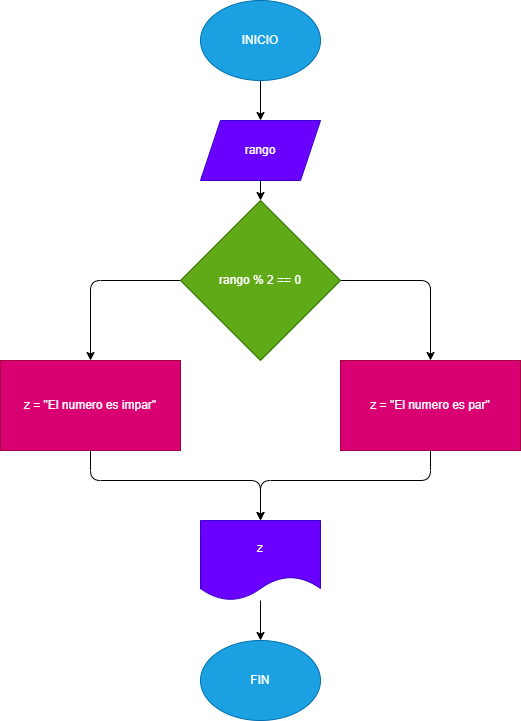 INICIO
rango
rango % 2 == 0
z = "El numero es impar"
z = "El numero es par"
z
FIN